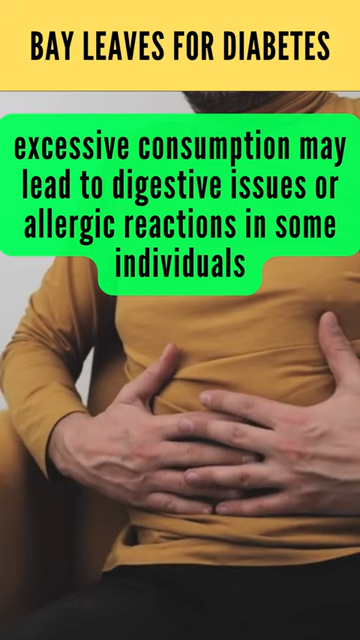 BAY LEAVES FOR DIABETES
excessive consumption may
lead to digestive issues or
allergic reactions in some
individuals